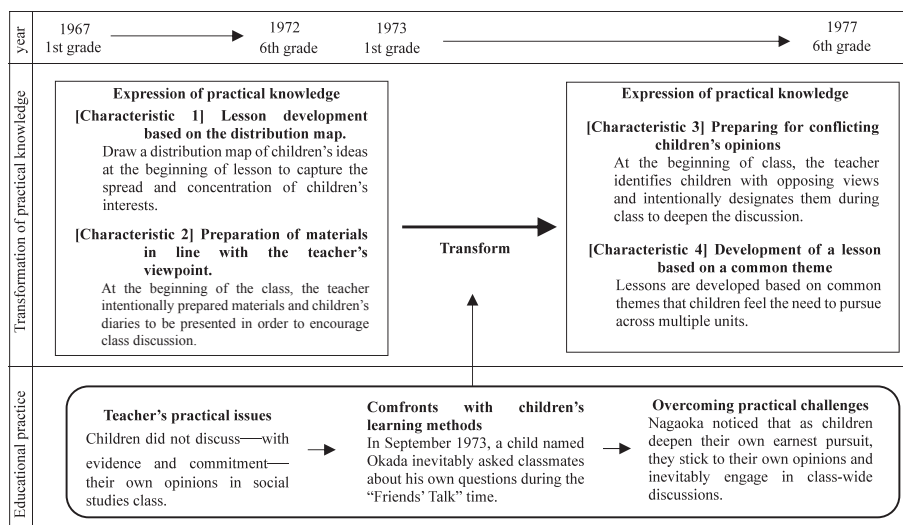 year
1967
1st grade
1972
6th grade
1973
1st grade
1977
6th grade
Transformation of practical knowledge
Expression of practical knowledge
[Characteristic 1] Lesson development
based on the distribution map.
Draw a distribution map of children's ideas
at the beginning of lesson to capture the
spread and concentration of children's
interests.
[Characteristic 2] Preparation of materials
in line with the teacher's
viewpoint.
At the beginning of the class, the teacher
intentionally prepared materials and children's
diaries to be presented in order to encourage
class discussion.
Transform
Expression of practical knowledge
[Characteristic 3] Preparing for conflicting
children's opinions
At the beginning of class, the teacher
identifies children with opposing views
and intentionally designates them during
class to deepen the discussion.
[Characteristic 4] Development of a lesson
based on a common theme
Lessons are developed based on common
themes that children feel the need to pursue
across multiple units.
Educational practice
Teacher's practical issues
Children did not discuss—with
evidence and commitment—
their own opinions in social
studies class.
Comfronts with children's
learning methods
In September 1973, a child named
Okada inevitably asked classmates
about his own questions during the
“Friends' Talk” time.
Overcoming practical challenges
Nagaoka noticed that as children
deepen their own earnest pursuit,
they stick to their own opinions and
inevitably engage in class-wide
discussions.